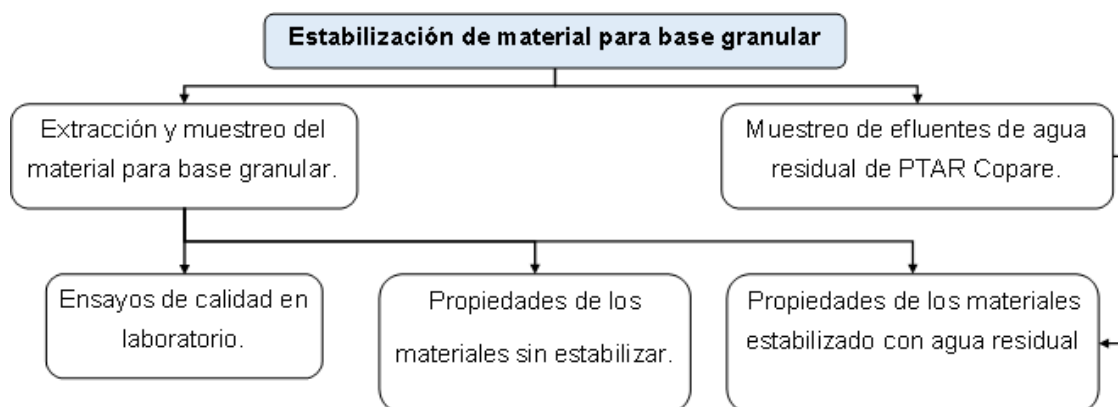 Estabilización de material para base granular
Extracción y muestreo del
material para base granular.
Muestreo de efluentes de agua
residual de PTAR Copare.
Ensayos de calidad en
laboratorio.
Propiedades de los
materiales sin estabilizar.
Propiedades de los materiales
estabilizado con agua residual